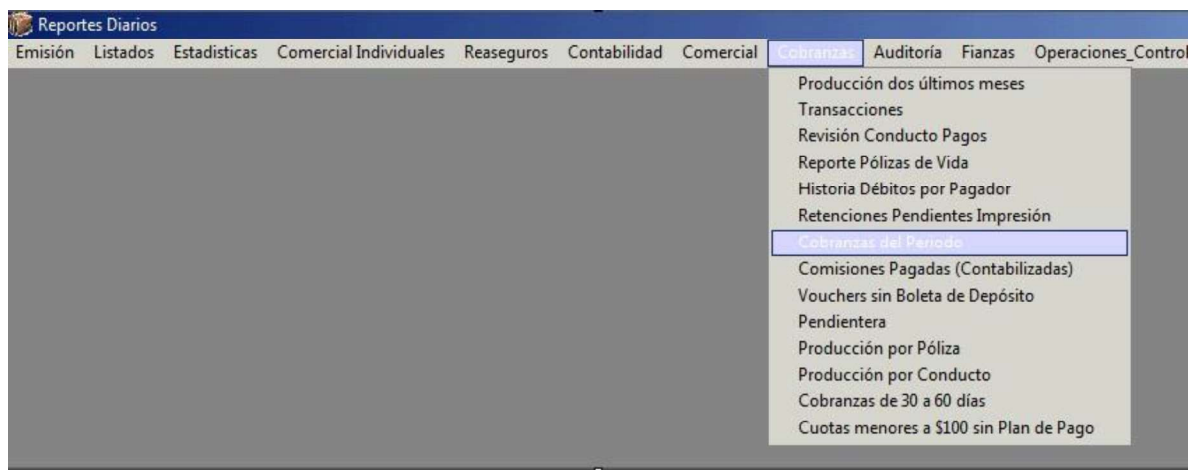 Reportes Diarios
Emisión Listados Estadisticas Comercial Individuales Reaseguros Contabilidad Comercial Cobranzas Auditoría Fianzas Operaciones_Control
Producción dos últimos meses
Transacciones
Revisión Conducto Pagos
Reporte Pólizas de Vida
Historia Débitos por Pagador
Retenciones Pendientes Impresión
Cobranzas del Periodo
Comisiones Pagadas (Contabilizadas)
Vouchers sin Boleta de Depósito
Pendientera
Producción por Póliza
Producción por Conducto
Cobranzas de 30 a 60 días
Cuotas menores a $100 sin Plan de Pago